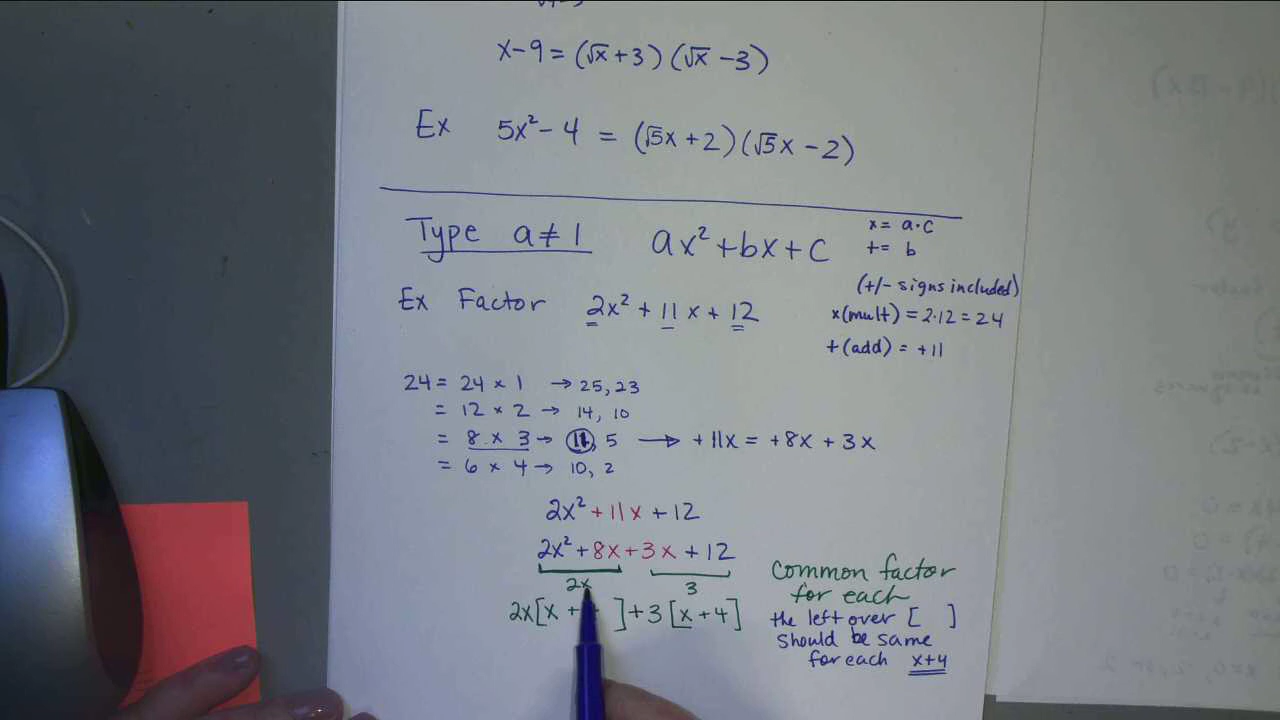 x-9 = (√x + 3)(√x - 3)
Ex 5x² - 4 = (√5x + 2)(√5x - 2)
Type a ≠ 1 ax² + bx + c
x = a·c
+ = b
(+/- signs included)
Ex Factor 2x² + 11x + 12
x (mult) = 2·12 = 24
+ (add) = +11
24 = 24 × 1 → 25, 23
= 12 × 2 → 14, 10
= 8 × 3 → 11, 5 → +11x = +8x + 3x
= 6 × 4 → 10, 2
2x² + 11x + 12
2x² + 8x + 3x + 12
2x 3
2x[x + ] + 3[x + 4]
Common factor
for each
the left over [ ]
should be same
for each x+4